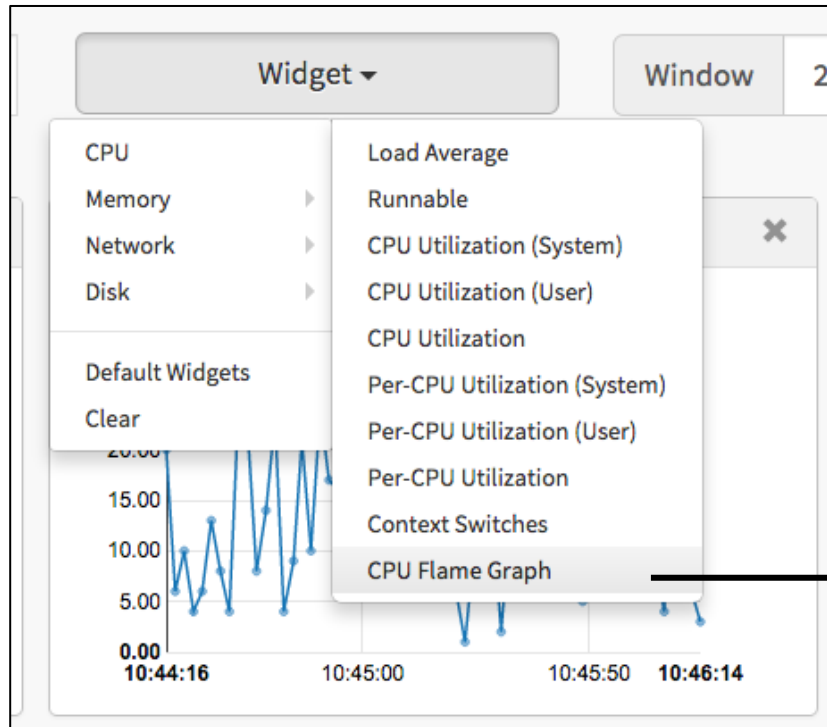 Widget
Window 2
CPU
Memory
Network
Disk
Default Widgets
Clear
Load Average
Runnable
CPU Utilization (System)
CPU Utilization (User)
CPU Utilization
Per-CPU Utilization (System)
Per-CPU Utilization (User)
Per-CPU Utilization
Context Switches
CPU Flame Graph
20.00
15.00
10.00
5.00
0.00
10:44:16 10:45:00 10:45:50 10:46:14